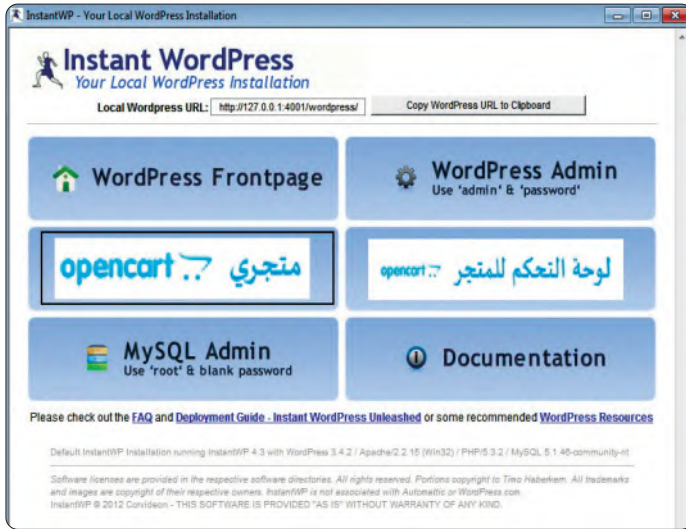 InstantWP - Your Local WordPress Installation
Instant WordPress
Your Local WordPress Installation
Local Wordpress URL: http://127.0.0.1:4001/wordpress/ Copy WordPress URL to Clipboard
WordPress Frontpage
WordPress Admin
Use 'admin' & 'password'
متجري opencart
لوحة التحكم للمتجر opencart
MySQL Admin
Use 'root' & blank password
Documentation
Please check out the FAQ and Deployment Guide - Instant WordPress Unleashed or some recommended WordPress Resources
Default InstantWP Installation running InstantWP 4.3 with WordPress 3.4.2 / Apache/2.2.15 (Win32) / PHP/5.3.2 / MySQL 5.1.46-community-nt
Software licenses are provided in the respective software directories. All rights reserved. Portions copyright to Timo Haberkern. All trademarks
and images are copyright of their respective owners. InstantWP is not associated with Automattic or WordPress.com
InstantWP © 2012 Corvideon - THIS SOFTWARE IS PROVIDED "AS IS" WITHOUT WARRANTY OF ANY KIND.